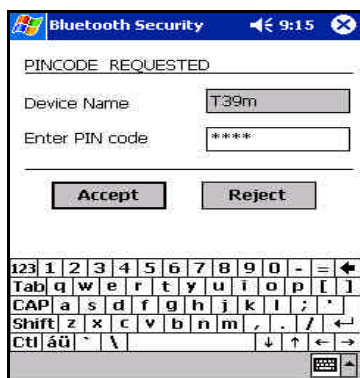 Bluetooth Security 9:15
PINCODE REQUESTED
Device Name T39m
Enter PIN code ****
Accept Reject
123 1 2 3 4 5 6 7 8 9 0 - =
Tab q w e r t y u i o p [ ]
CAP a s d f g h j k l ; '
Shift z x c v b n m , . /
Ctl áü ` \